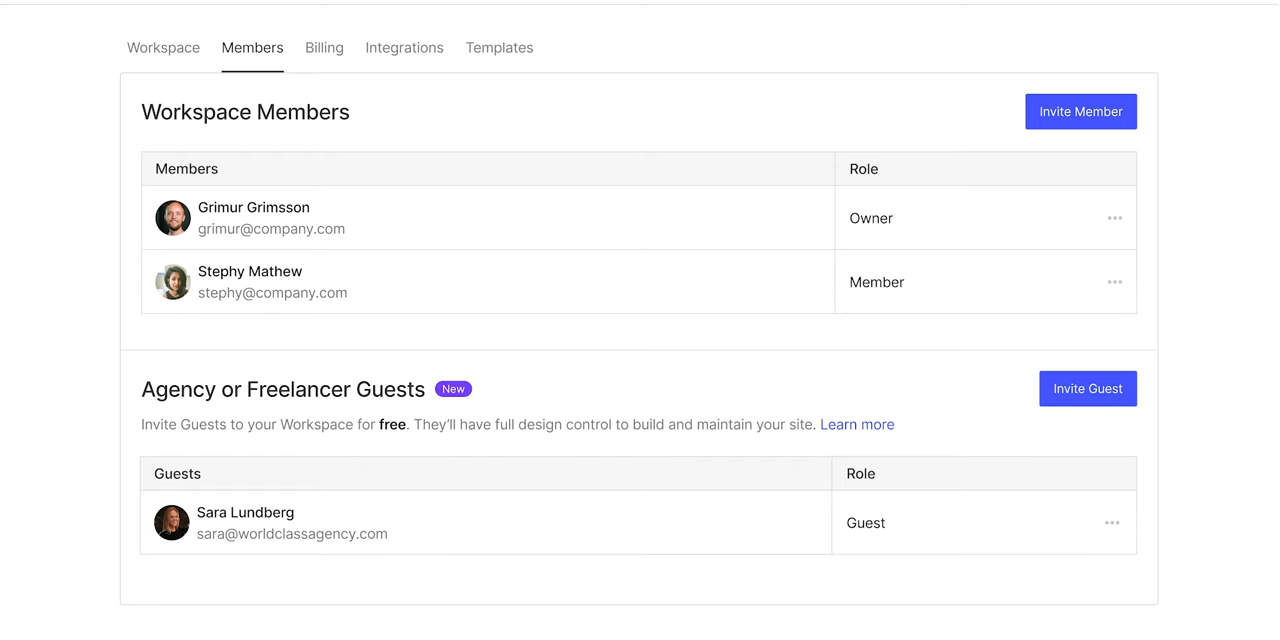 Workspace Members Billing Integrations Templates
Workspace Members
Invite Member
Members Role
Grimur Grimsson
grimur@company.com
Owner
Stephy Mathew
stephy@company.com
Member
Agency or Freelancer Guests New
Invite Guest
Invite Guests to your Workspace for free. They’ll have full design control to build and maintain your site. Learn more
Guests Role
Sara Lundberg
sara@worldclassagency.com
Guest